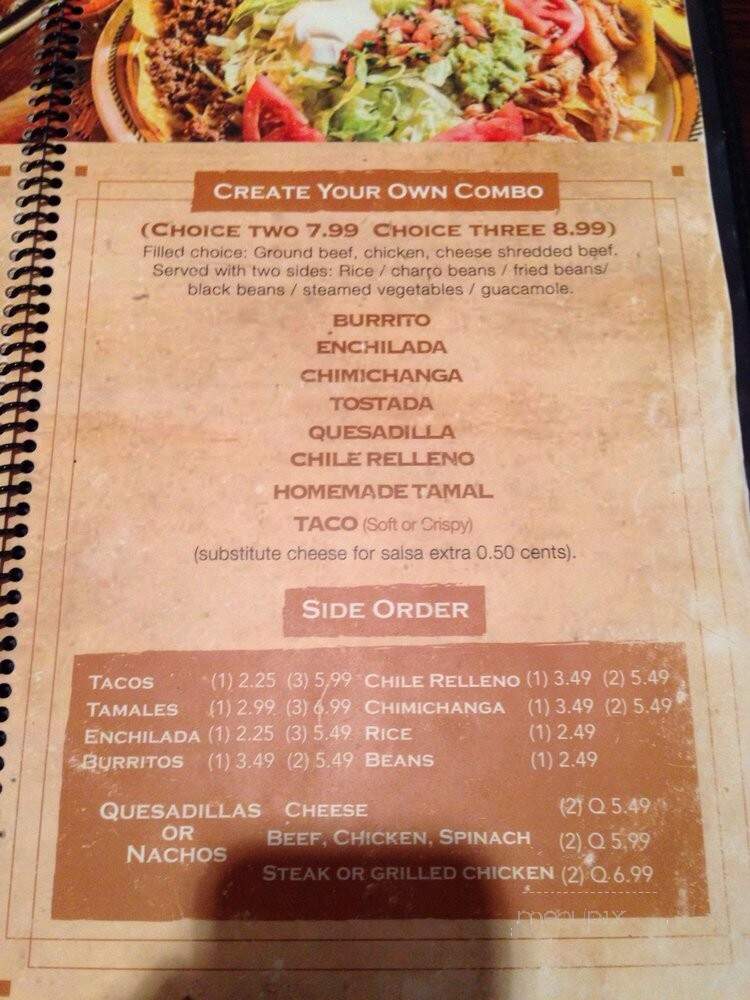 CREATE YOUR OWN COMBO
(CHOICE TWO 7.99 CHOICE THREE 8.99)
Filled choice: Ground beef, chicken, cheese shredded beef.
Served with two sides: Rice / charro beans / fried beans/
black beans / steamed vegetables / guacamole.
BURRITO
ENCHILADA
CHIMICHANGA
TOSTADA
QUESADILLA
CHILE RELLENO
HOMEMADE TAMAL
TACO (Soft or Crispy)
(substitute cheese for salsa extra 0.50 cents).
SIDE ORDER
TACOS (1) 2.25 (3) 5.99 CHILE RELLENO (1) 3.49 (2) 5.49
TAMALES (1) 2.99 (3) 6.99 CHIMICHANGA (1) 3.49 (2) 5.49
ENCHILADA (1) 2.25 (3) 5.49 RICE (1) 2.49
BURRITOS (1) 3.49 (2) 5.49 BEANS (1) 2.49
QUESADILLAS OR NACHOS
CHEESE (2) Q 5.49
BEEF, CHICKEN, SPINACH (2) Q 5.99
STEAK OR GRILLED CHICKEN (2) Q 6.99
menupix